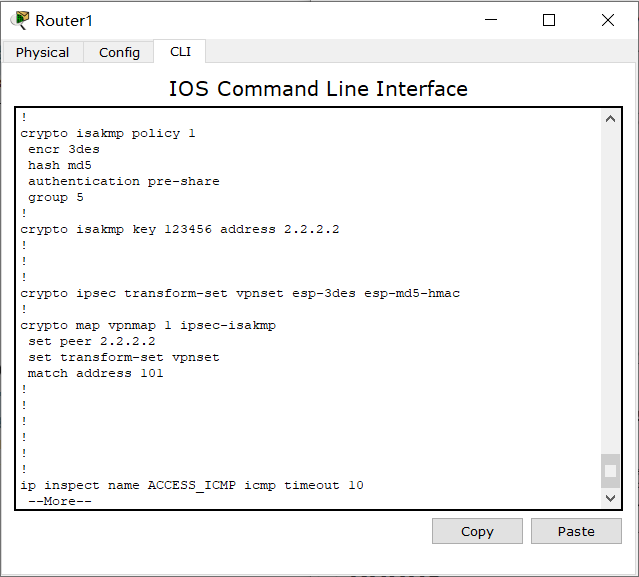 Router1
Physical Config CLI
IOS Command Line Interface
!
crypto isakmp policy 1
 encr 3des
 hash md5
 authentication pre-share
 group 5
!
crypto isakmp key 123456 address 2.2.2.2
!
!
!
crypto ipsec transform-set vpnset esp-3des esp-md5-hmac
!
crypto map vpnmap 1 ipsec-isakmp
 set peer 2.2.2.2
 set transform-set vpnset
 match address 101
!
!
!
!
!
!
ip inspect name ACCESS_ICMP icmp timeout 10
 --More--
Copy Paste